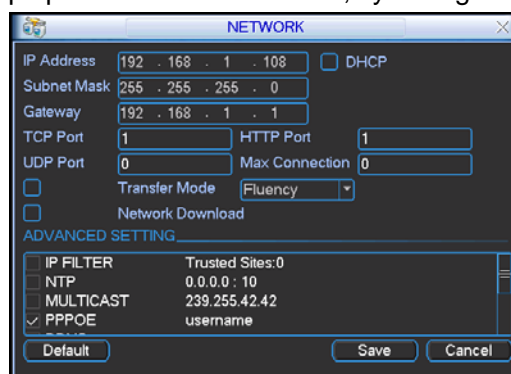 NETWORK
IP Address 192 . 168 . 1 . 108 DHCP
Subnet Mask 255 . 255 . 255 . 0
Gateway 192 . 168 . 1 . 1
TCP Port 1 HTTP Port 1
UDP Port 0 Max Connection 0
Transfer Mode Fluency
Network Download
ADVANCED SETTING
IP FILTER Trusted Sites:0
NTP 0.0.0.0 : 10
MULTICAST 239.255.42.42
PPPOE username
Default Save Cancel